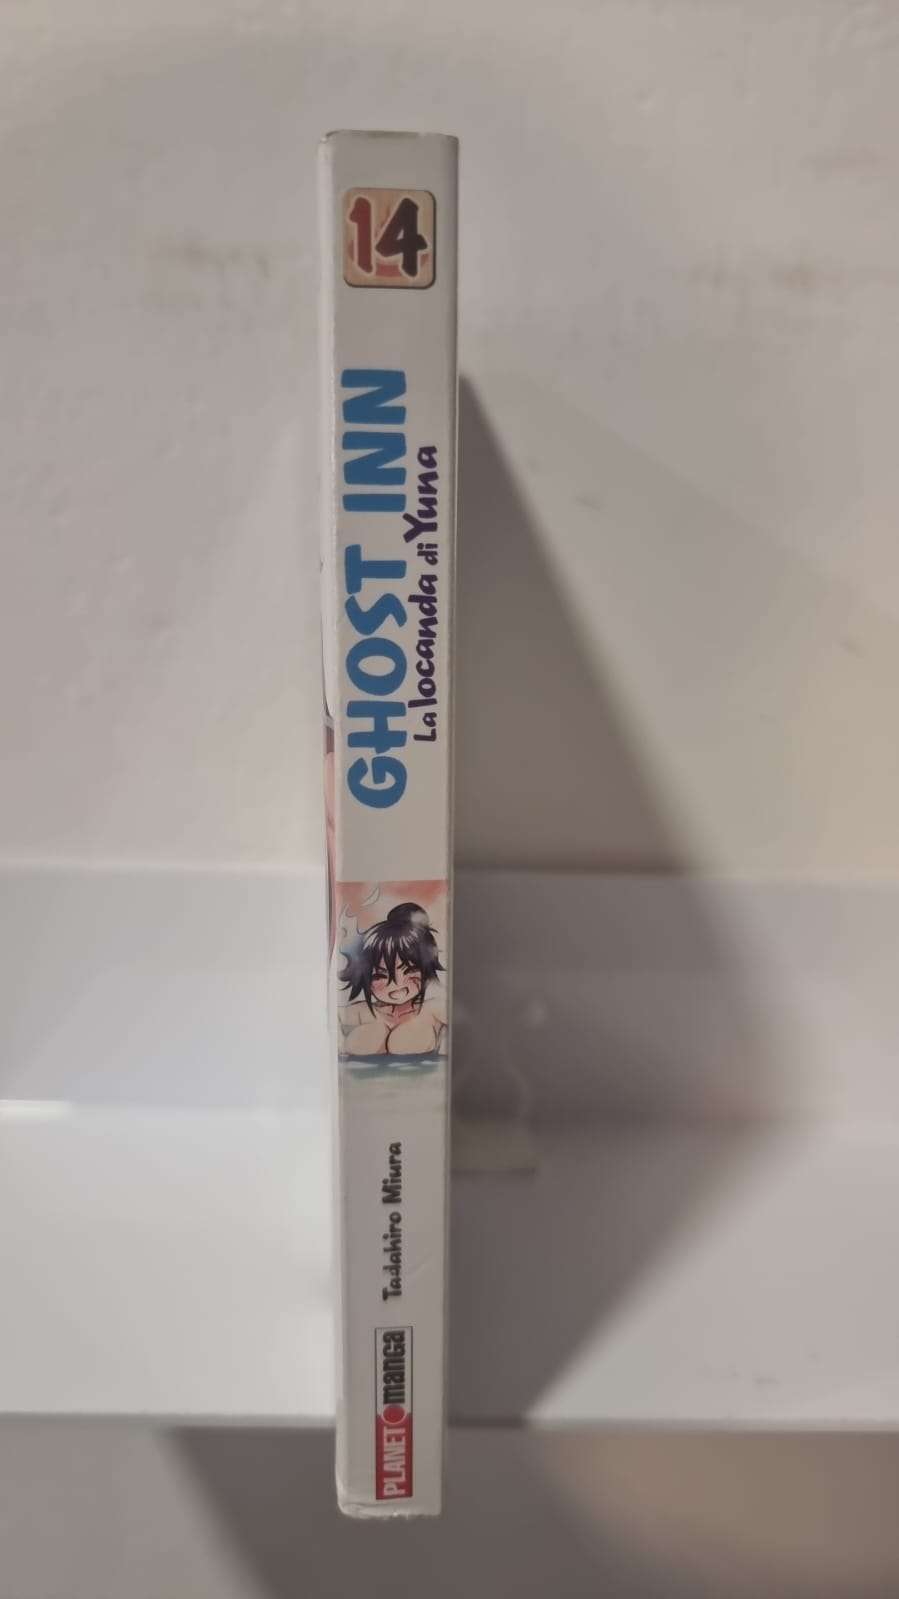 14
GHOST INN
La locanda di Yuna
Tadahiro Miura
PLANET manGa